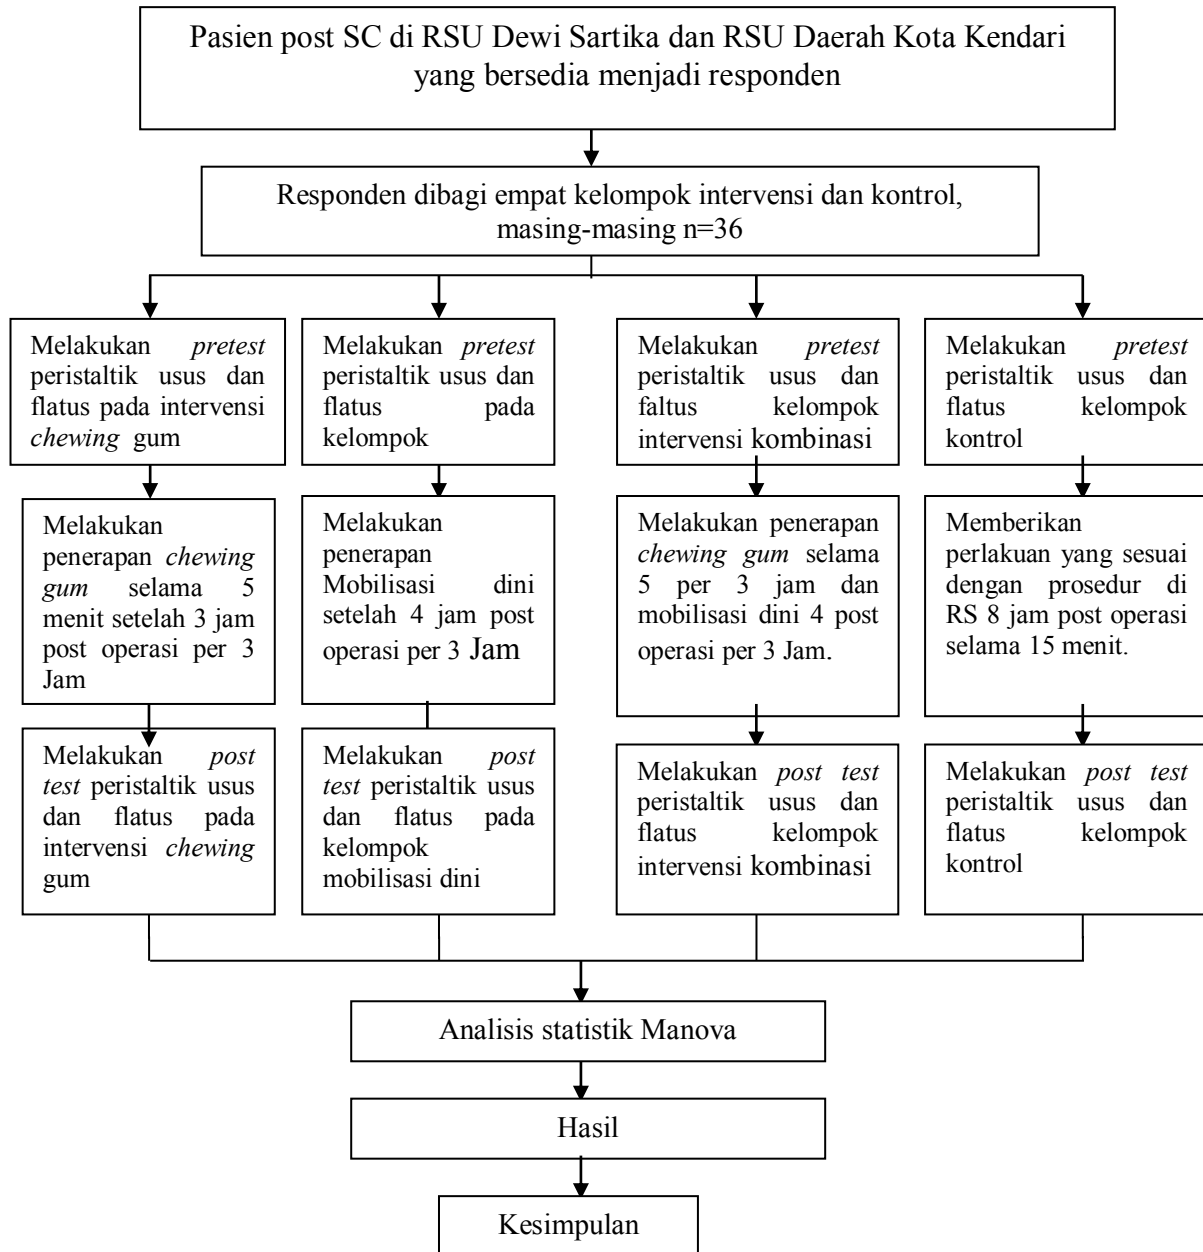 Pasien post SC di RSU Dewi Sartika dan RSU Daerah Kota Kendari
yang bersedia menjadi responden
Responden dibagi empat kelompok intervensi dan kontrol,
masing-masing n=36
Melakukan pretest
peristaltik usus dan
flatus pada intervensi
chewing gum
Melakukan pretest
peristaltik usus dan
flatus pada
kelompok
Melakukan pretest
peristaltik usus dan
faltus kelompok
intervensi kombinasi
Melakukan pretest
peristaltik usus dan
flatus kelompok
kontrol
Melakukan
penerapan chewing
gum selama 5
menit setelah 3 jam
post operasi per 3
Jam
Melakukan
penerapan
Mobilisasi dini
setelah 4 jam post
operasi per 3 Jam
Melakukan penerapan
chewing gum selama
5 per 3 jam dan
mobilisasi dini 4 post
operasi per 3 Jam.
Memberikan
perlakuan yang sesuai
dengan prosedur di
RS 8 jam post operasi
selama 15 menit.
Melakukan post
test peristaltik usus
dan flatus pada
intervensi chewing
gum
Melakukan post
test peristaltik usus
dan flatus pada
kelompok
mobilisasi dini
Melakukan post test
peristaltik usus dan
flatus kelompok
intervensi kombinasi
Melakukan post test
peristaltik usus dan
flatus kelompok
kontrol
Analisis statistik Manova
Hasil
Kesimpulan